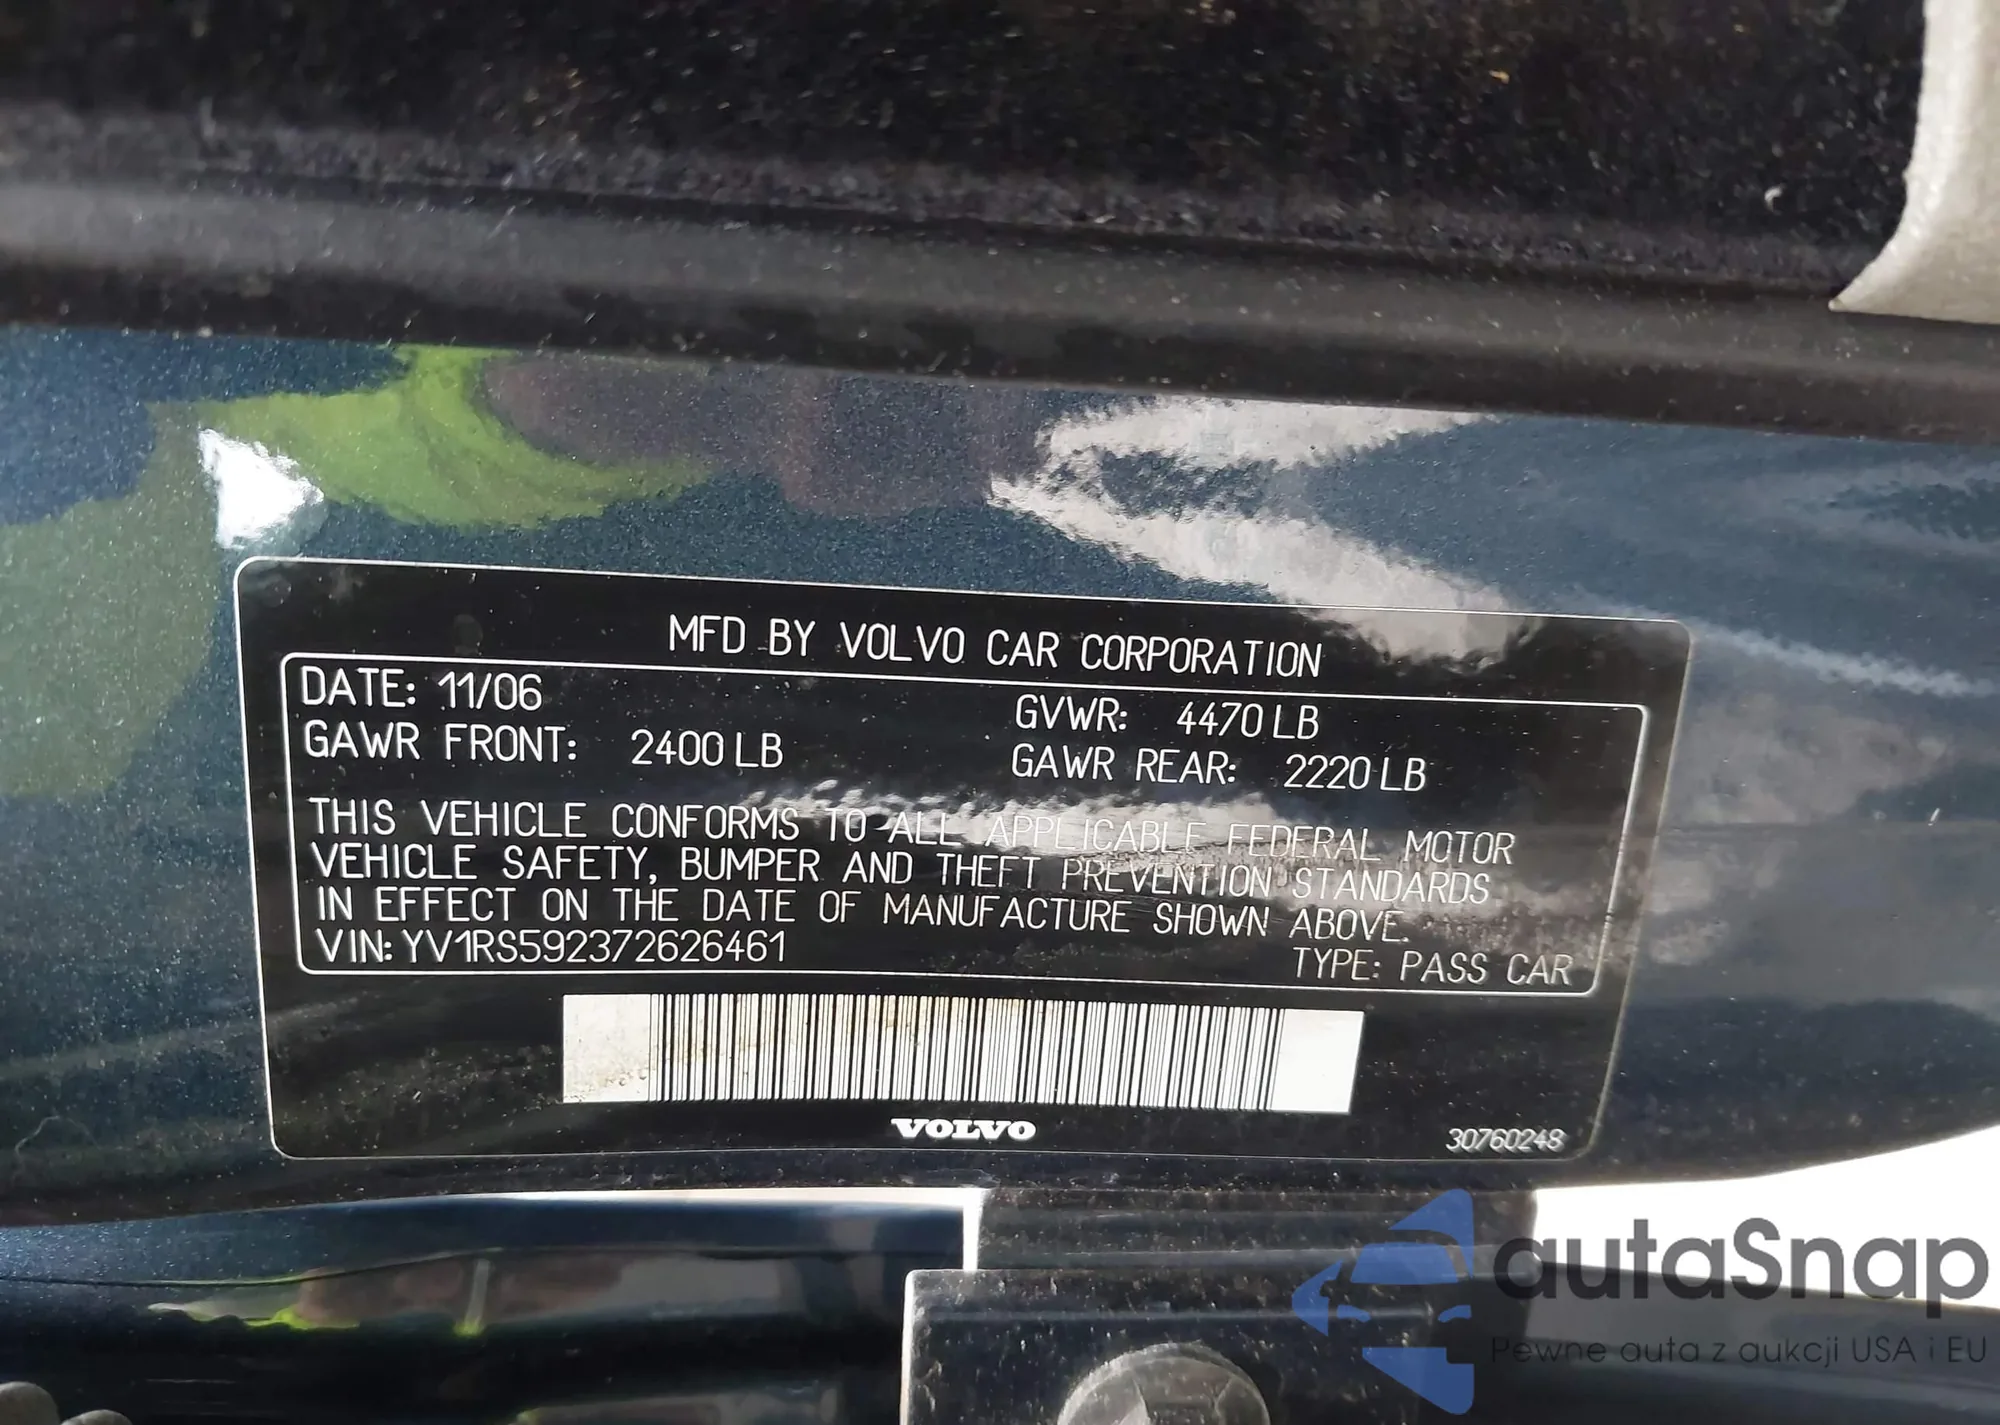 MFD BY VOLVO CAR CORPORATION
DATE: 11/06 GVWR: 4470 LB
GAWR FRONT: 2400 LB GAWR REAR: 2220 LB
THIS VEHICLE CONFORMS TO ALL APPLICABLE FEDERAL MOTOR
VEHICLE SAFETY, BUMPER AND THEFT PREVENTION STANDARDS
IN EFFECT ON THE DATE OF MANUFACTURE SHOWN ABOVE.
VIN: YV1RS592372626461 TYPE: PASS CAR
VOLVO
30760248
autaSnap
Pewne auta z aukcji USA i EU